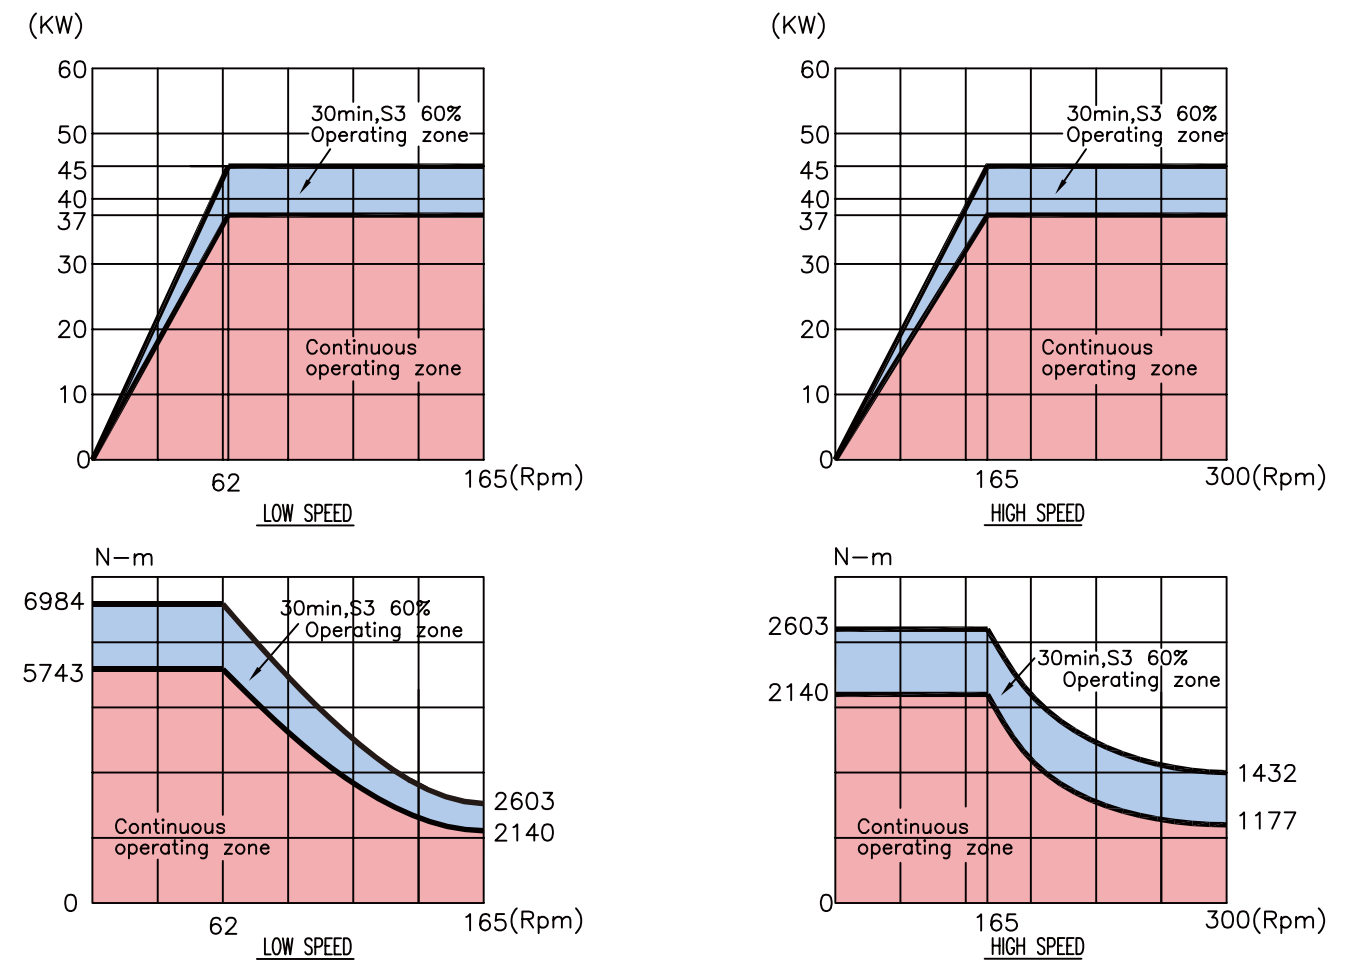 (KW)
60
50
45
40
37
30
20
10
0
30min,S3 60%
Operating zone
Continuous
operating zone
62
165(Rpm)
LOW SPEED
(KW)
60
50
45
40
37
30
20
10
0
30min,S3 60%
Operating zone
Continuous
operating zone
165
300(Rpm)
HIGH SPEED
N-m
6984
5743
0
30min,S3 60%
Operating zone
2603
2140
Continuous
operating zone
62
165(Rpm)
LOW SPEED
N-m
2603
2140
0
30min,S3 60%
Operating zone
1432
1177
Continuous
operating zone
165
300(Rpm)
HIGH SPEED